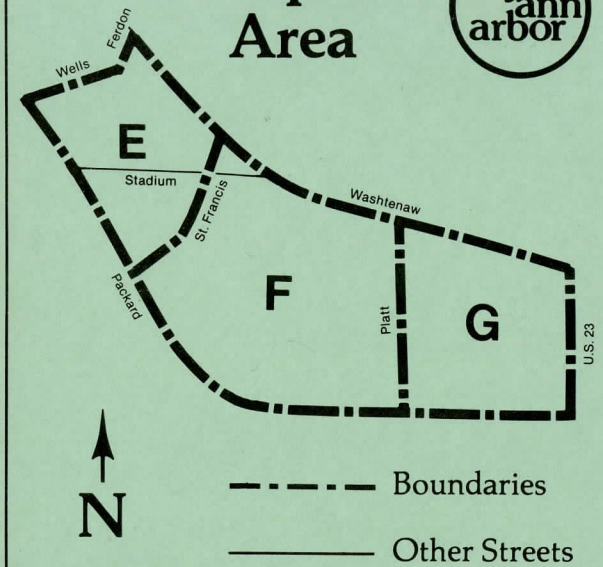 Area
ann
arbor
Ferdon
Wells
E
Stadium
St. Francis
Washtenaw
Packard
F
Platt
G
U.S. 23
N
Boundaries
Other Streets